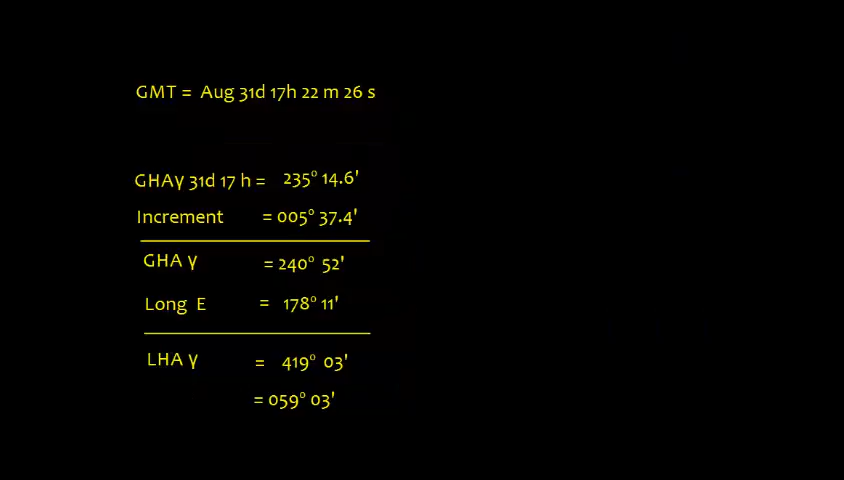 GMT = Aug 31d 17h 22 m 26 s
GHAγ 31d 17 h = 235° 14.6'
Increment = 005° 37.4'
GHA γ = 240° 52'
Long E = 178° 11'
LHA γ = 419° 03'
= 059° 03'